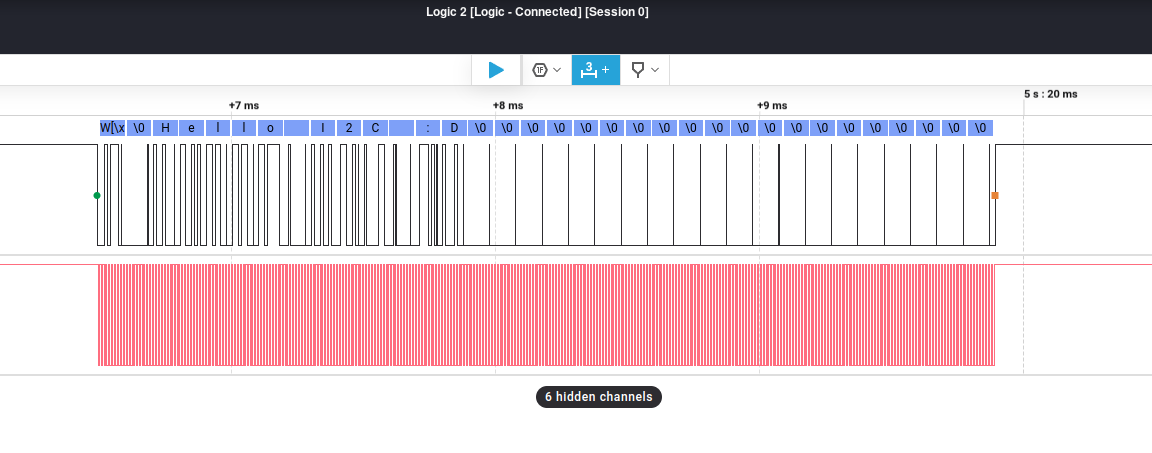 Logic 2 [Logic - Connected] [Session 0]
1F 3 +
+7 ms +8 ms +9 ms 5 s : 20 ms
W[\x \0 H e l l o I 2 C : D \0 \0 \0 \0 \0 \0 \0 \0 \0 \0 \0 \0 \0 \0 \0 \0 \0 \0 \0 \0
6 hidden channels